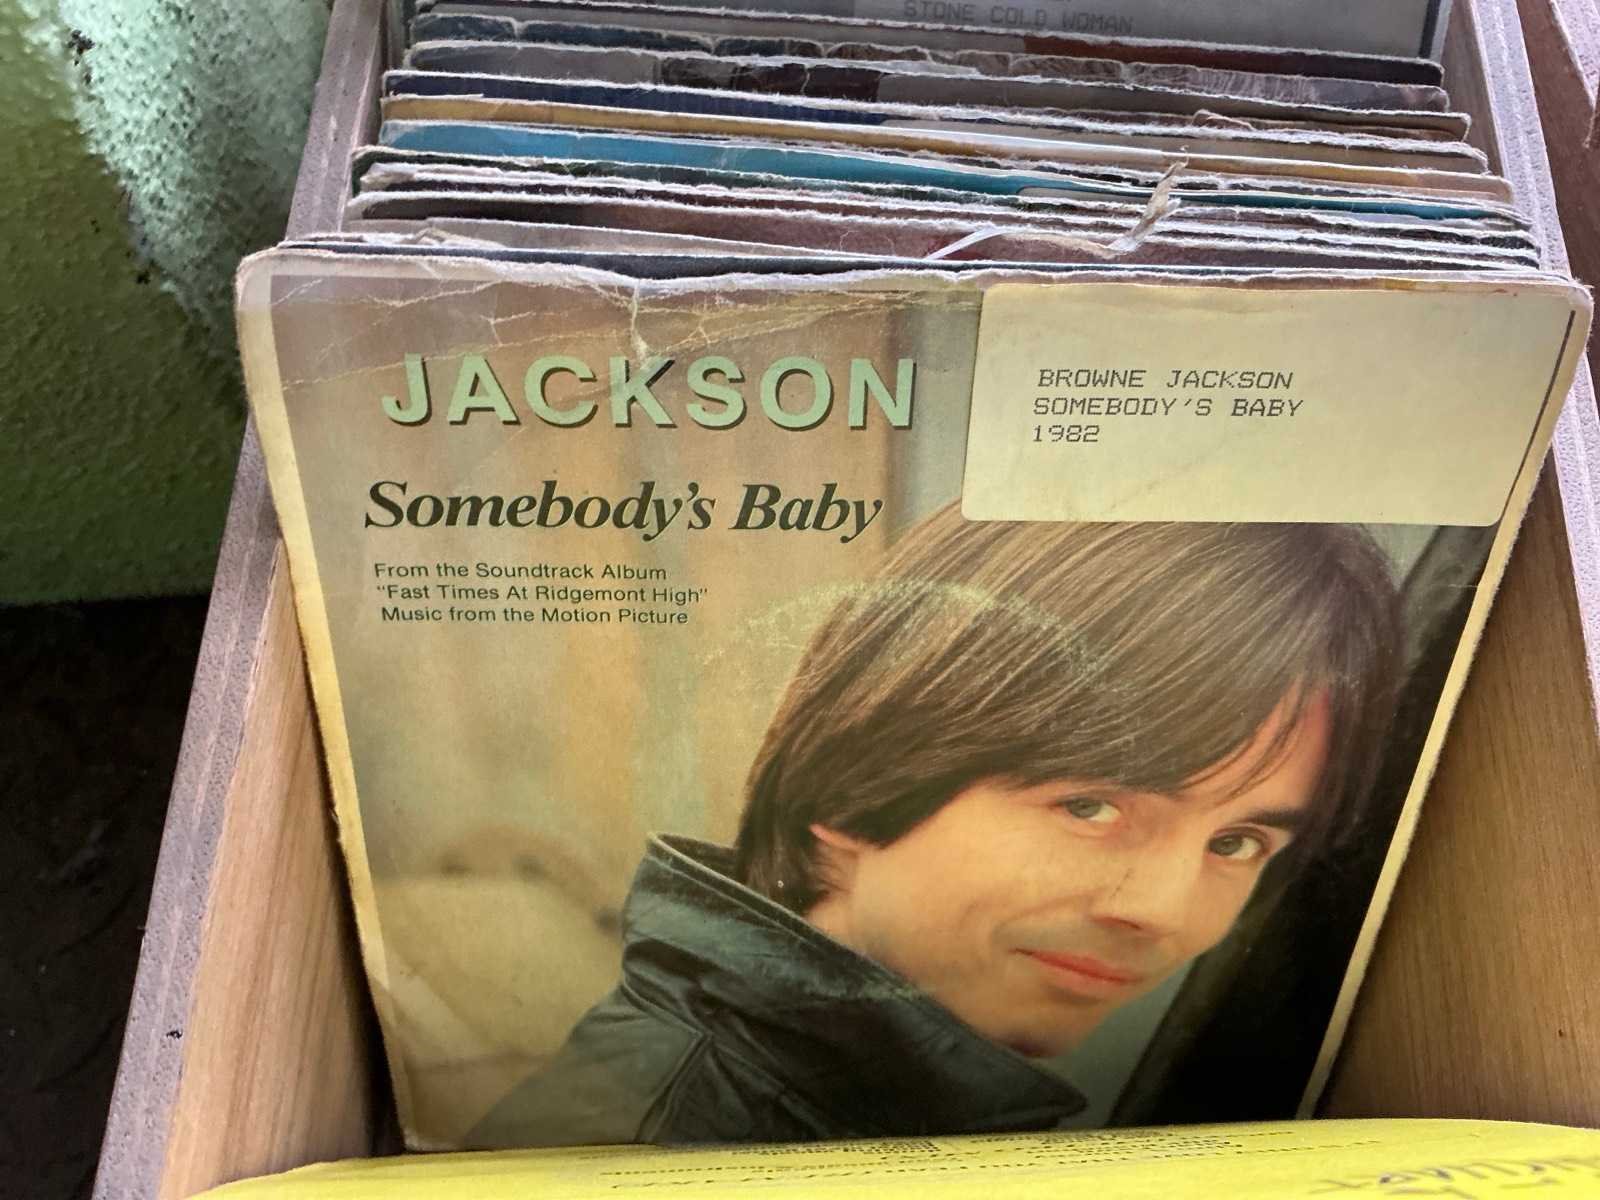 STONE COLD WOMAN
JACKSON
BROWNE JACKSON
SOMEBODY'S BABY
1982
Somebody's Baby
From the Soundtrack Album
"Fast Times At Ridgemont High"
Music from the Motion Picture